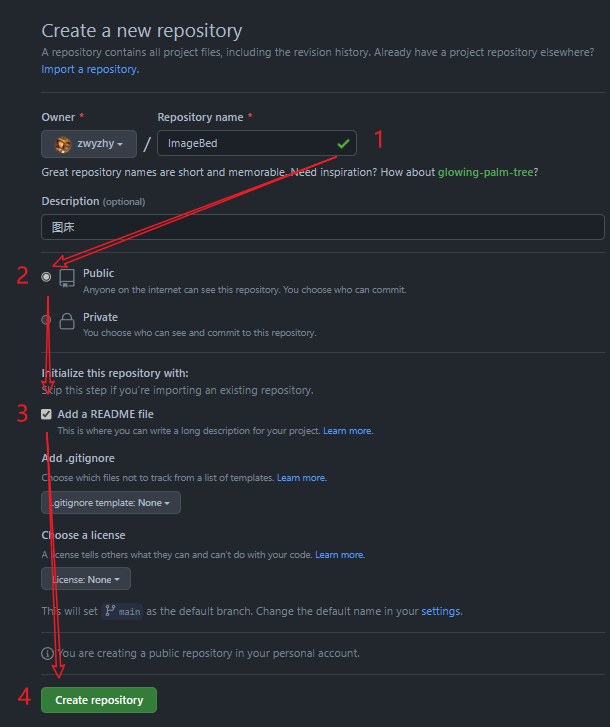 Create a new repository
A repository contains all project files, including the revision history. Already have a project repository elsewhere?
Import a repository.
Owner *
Repository name *
zwyzhy / ImageBed
1
Great repository names are short and memorable. Need inspiration? How about glowing-palm-tree?
Description (optional)
图床
2
Public
Anyone on the internet can see this repository. You choose who can commit.
Private
You choose who can see and commit to this repository.
Initialize this repository with:
Skip this step if you're importing an existing repository.
3
Add a README file
This is where you can write a long description for your project. Learn more.
Add .gitignore
Choose which files not to track from a list of templates. Learn more.
.gitignore template: None
Choose a license
A license tells others what they can and can't do with your code. Learn more.
License: None
This will set main as the default branch. Change the default name in your settings.
You are creating a public repository in your personal account.
4
Create repository